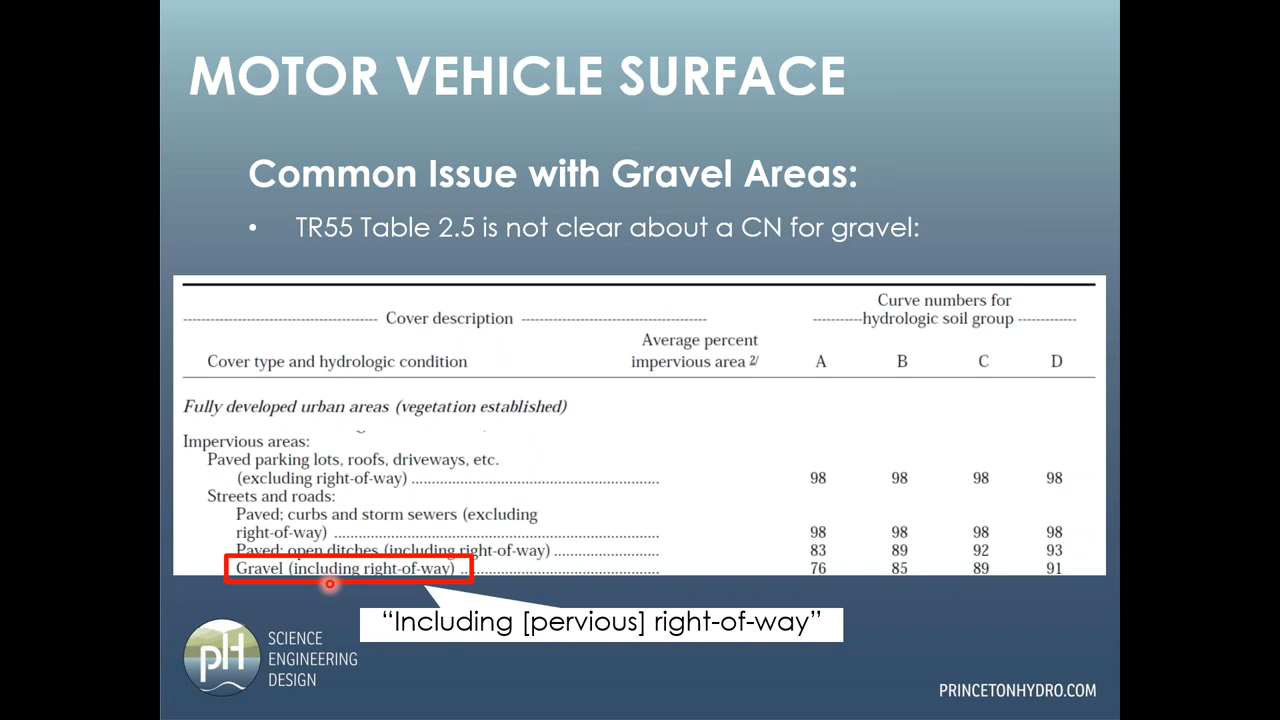 MOTOR VEHICLE SURFACE
Common Issue with Gravel Areas:
• TR55 Table 2.5 is not clear about a CN for gravel:
Curve numbers for
-------------------------------------- Cover description ------------------------------------ ----------hydrologic soil group -----------
Average percent
Cover type and hydrologic condition impervious area 2/ A B C D
Fully developed urban areas (vegetation established)
Impervious areas:
Paved parking lots, roofs, driveways, etc.
(excluding right-of-way) ............................................................. 98 98 98 98
Streets and roads:
Paved; curbs and storm sewers (excluding
right-of-way) ................................................................................ 98 98 98 98
Paved; open ditches (including right-of-way) .......................... 83 89 92 93
Gravel (including right-of-way) ................................................. 76 85 89 91
“Including [pervious] right-of-way”
pH
SCIENCE
ENGINEERING
DESIGN
PRINCETONHYDRO.COM